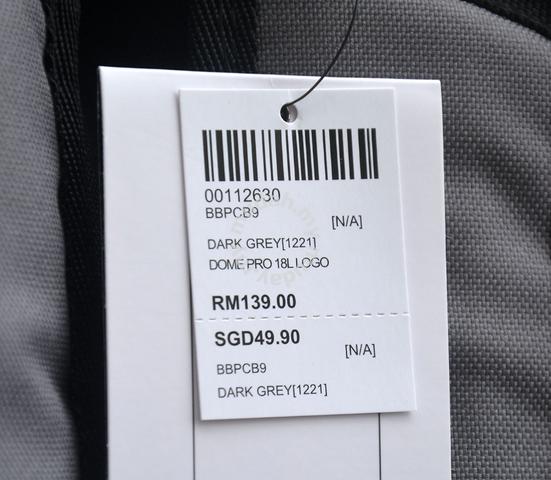 00112630
BBPCB9
[N/A]
DARK GREY[1221]
DOME PRO 18L LOGO
RM139.00
SGD49.90
[N/A]
BBPCB9
DARK GREY[1221]